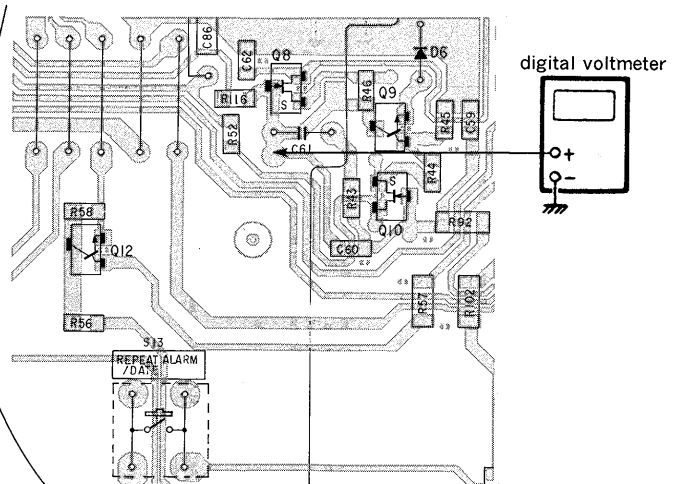 C86
C62
Q8
D6
digital voltmeter
R116
S
R46
Q9
R52
R45
C59
+
C61
R44
−
S
R43
R58
Q10
R92
Q12
C60
R57
R102
R56
S13
REPEAT ALARM
/DATE